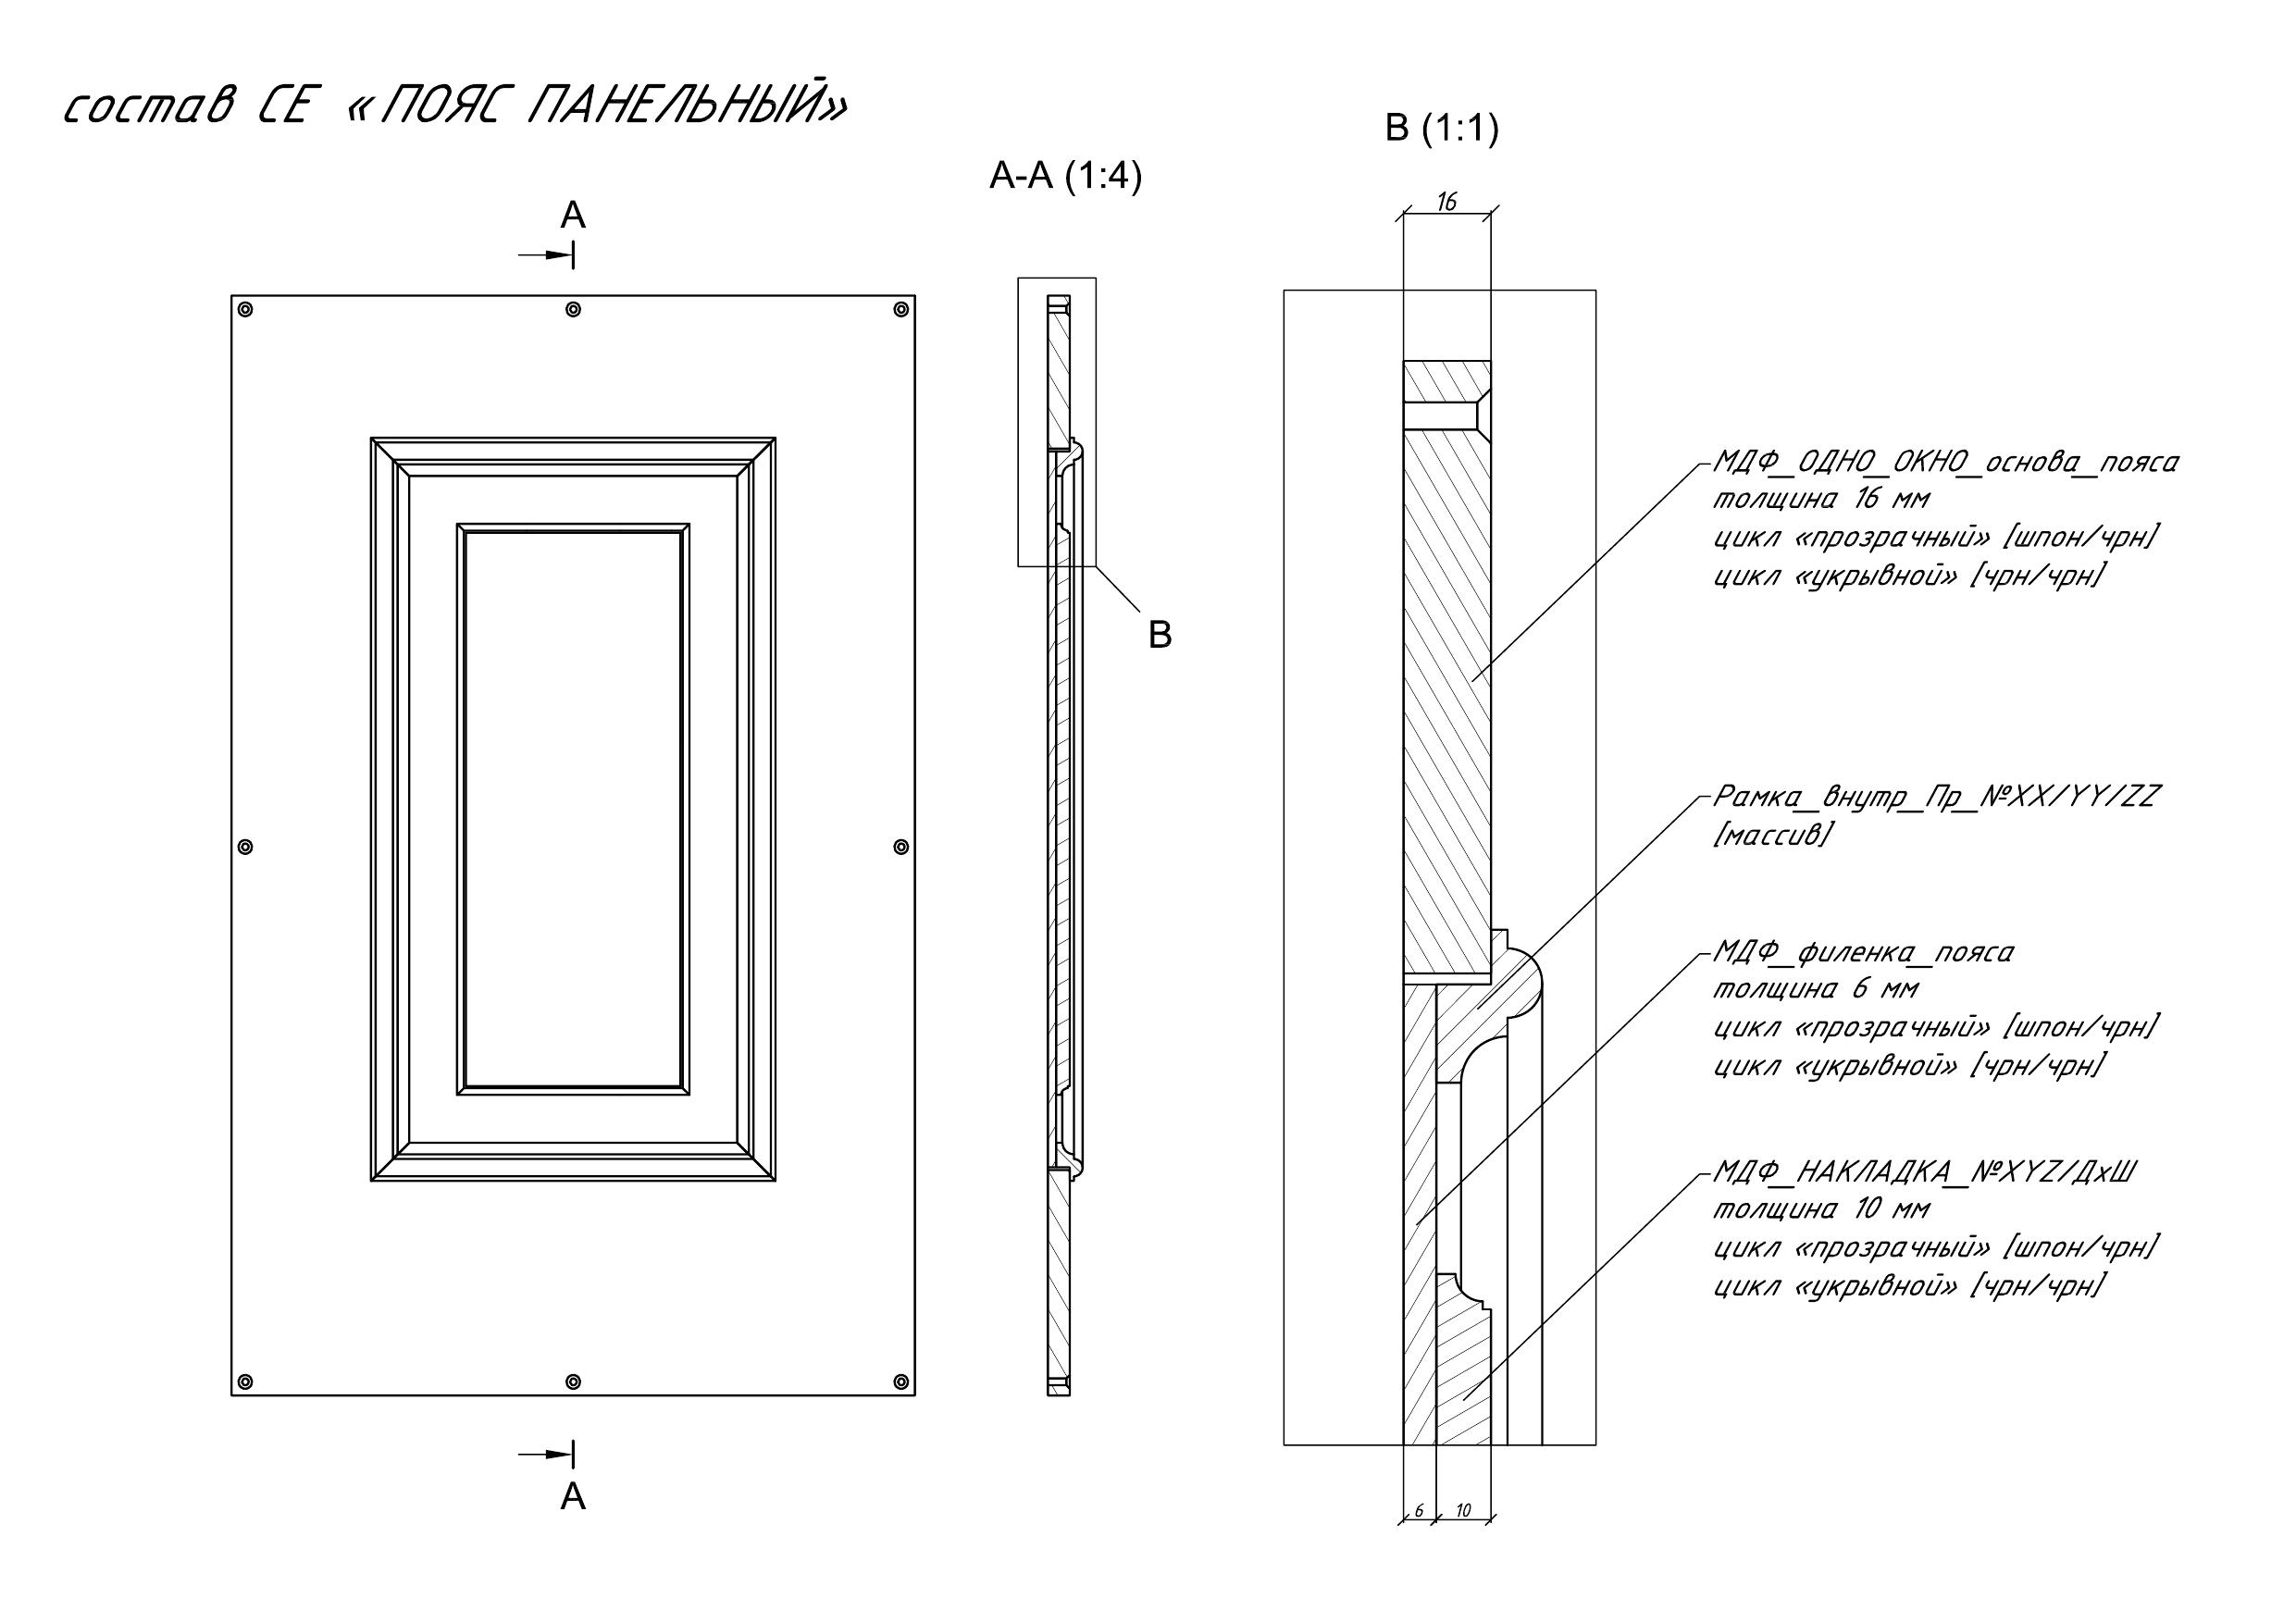 состав СЕ «ПОЯС ПАНЕЛЬНЫЙ»
А
А
А-А (1:4)
В
В (1:1)
16
МДФ_ОДНО_ОКНО_основа_пояса
толщина 16 мм
цикл «прозрачный» [шпон/чрн]
цикл «укрывной» [чрн/чрн]
Рамка_внутр_Пр_№XX/YY/ZZ
[массив]
МДФ_филенка_пояса
толщина 6 мм
цикл «прозрачный» [шпон/чрн]
цикл «укрывной» [чрн/чрн]
МДФ_НАКЛАДКА_№XYZ/ДхШ
толщина 10 мм
цикл «прозрачный» [шпон/чрн]
цикл «укрывной» [чрн/чрн]
6
10